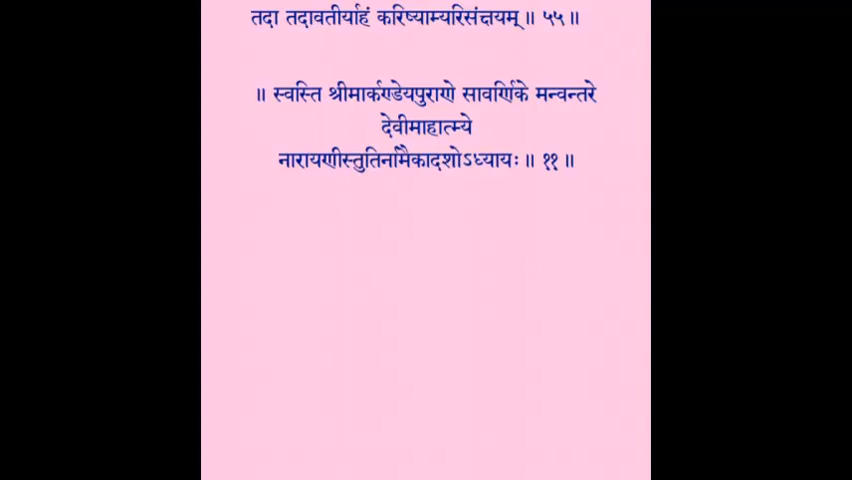 तदा तदावतीर्याहं करिष्याम्यरिसंक्षयम् ॥ ५५ ॥
॥ स्वस्ति श्रीमार्कण्डेयपुराणे सावर्णिके मन्वन्तरे
देवीमाहात्म्ये
नारायणीस्तुतिर्नामैकादशोऽध्यायः ॥ ११ ॥